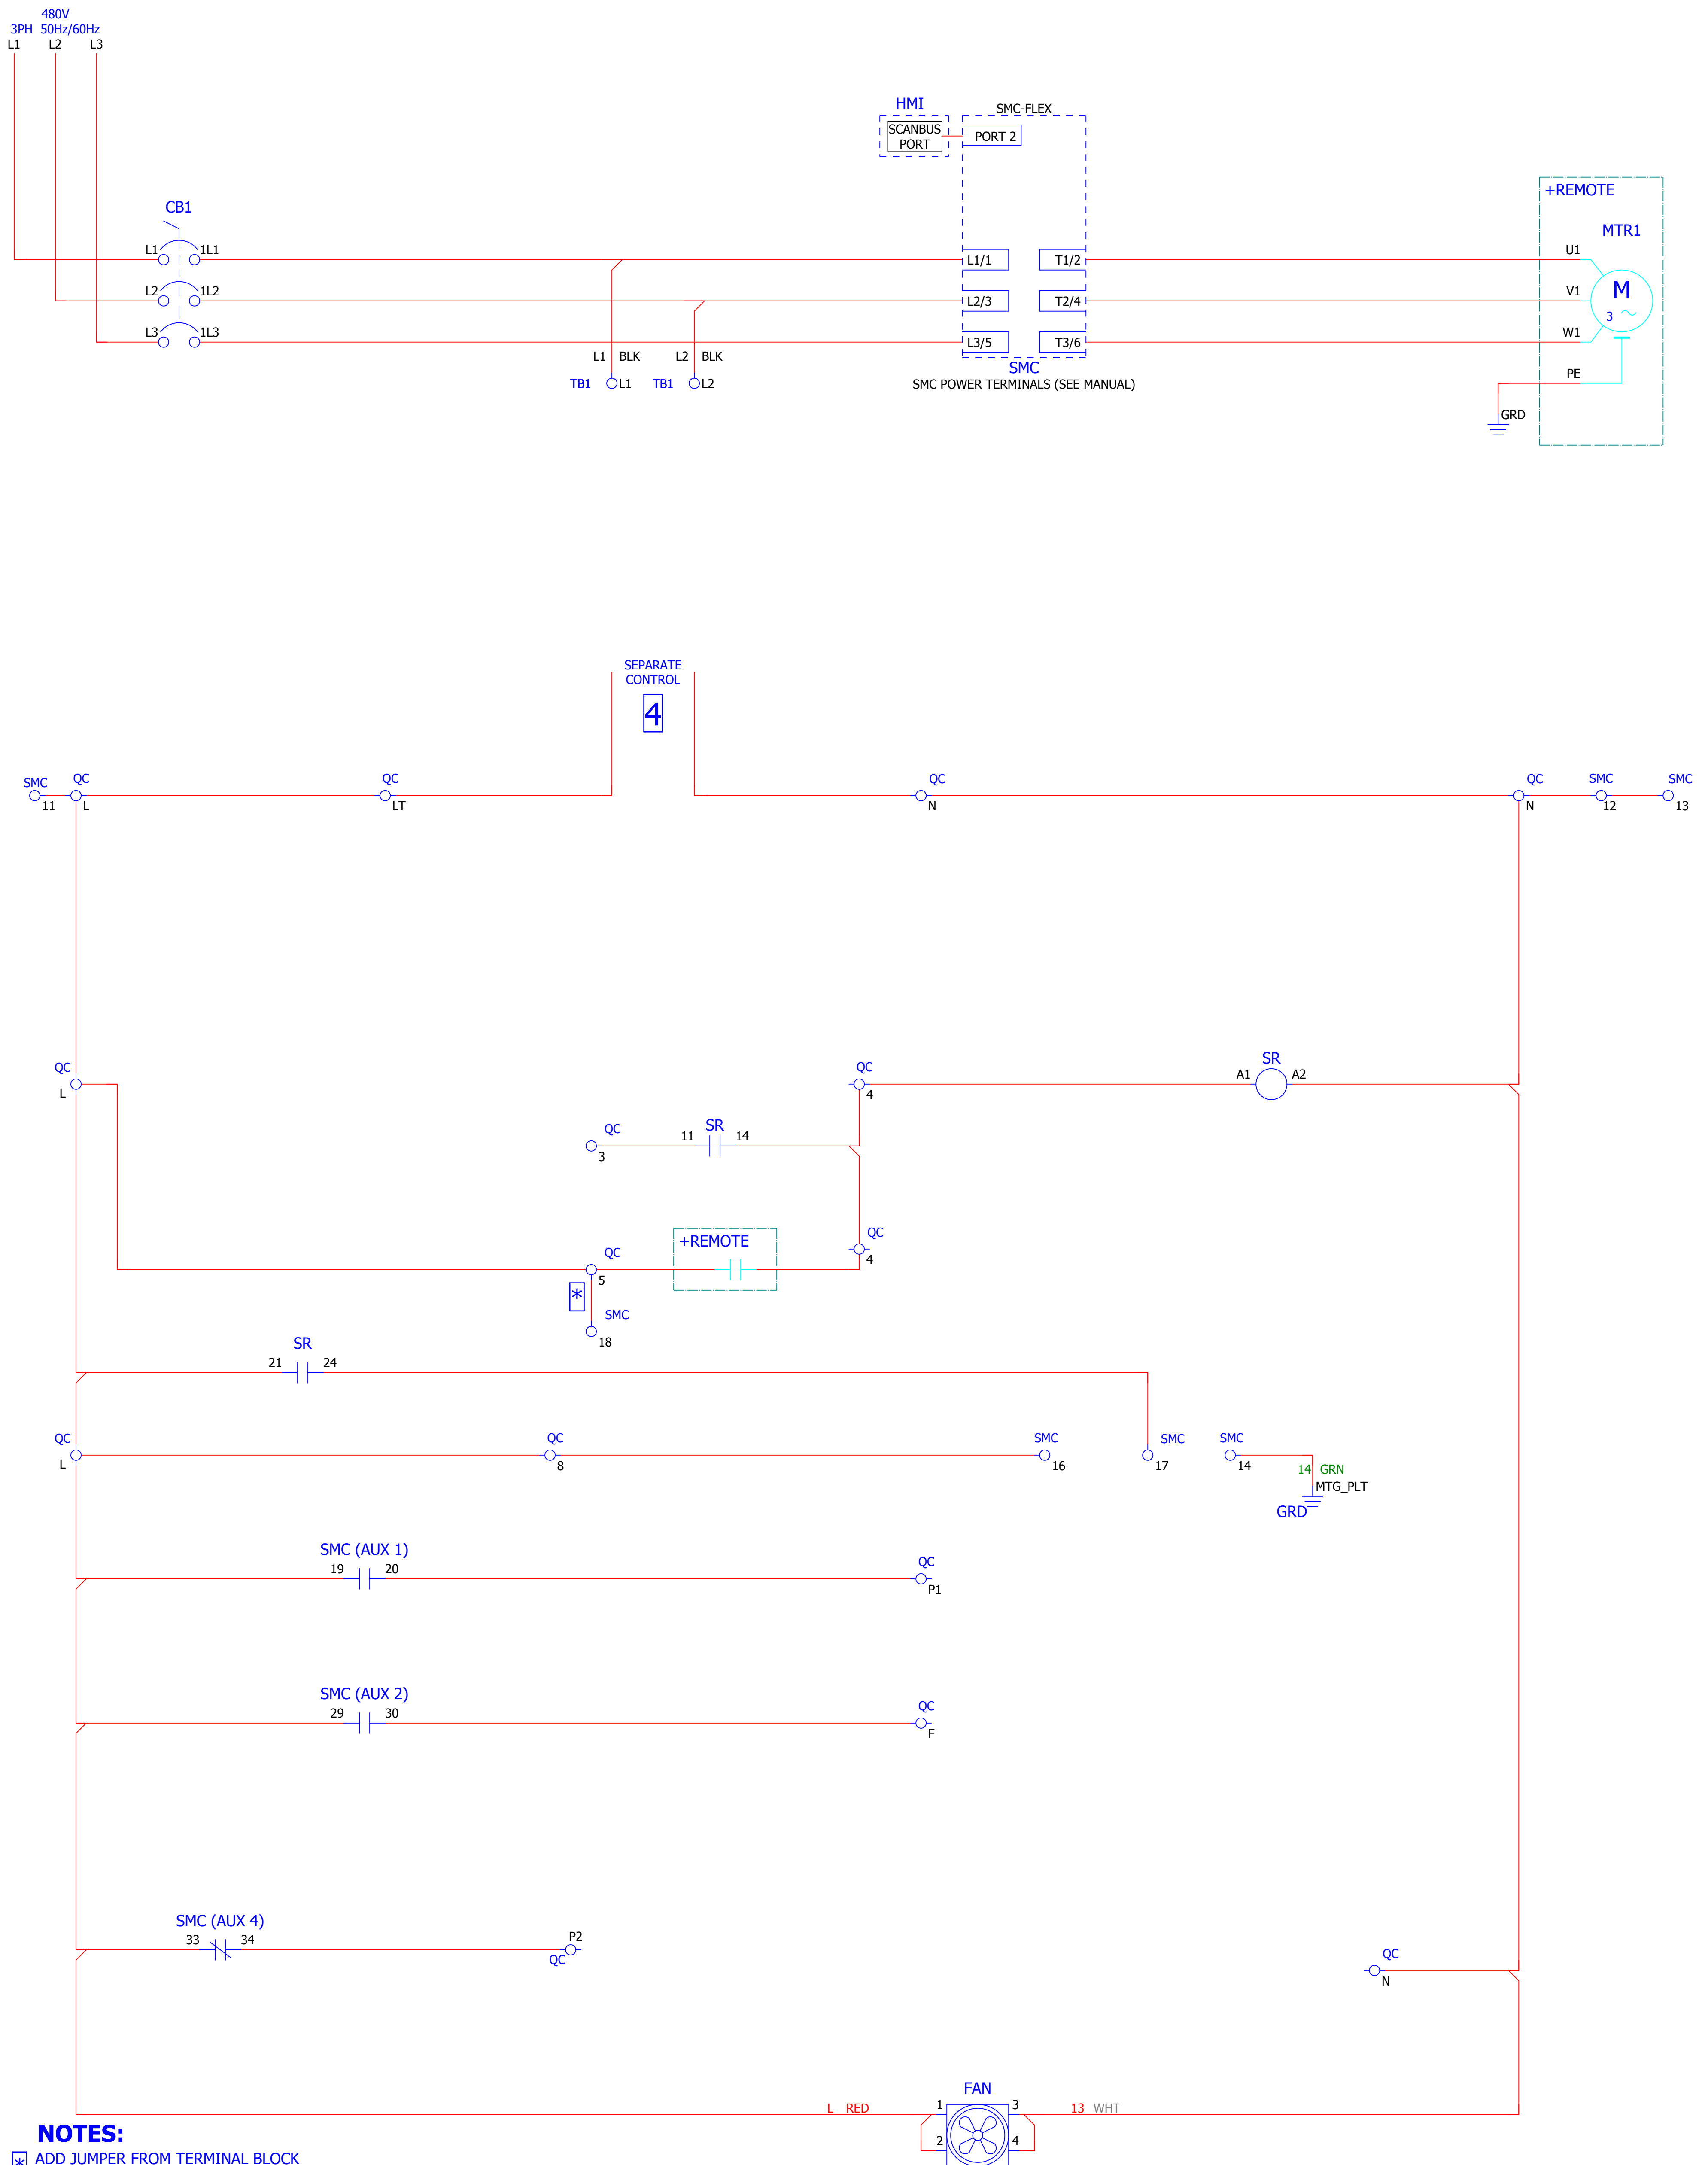 480V
3PH 50Hz/60Hz
L1 L2 L3
HMI
SMC-FLEX
SCANBUS
PORT
PORT 2
+REMOTE
CB1
MTR1
L1 1L1
L1/1 T1/2
U1
L2 1L2
L2/3 T2/4
V1
M
3
L3 1L3
L3/5 T3/6
W1
L1 BLK L2 BLK
SMC
PE
TB1 L1 TB1 L2
SMC POWER TERMINALS (SEE MANUAL)
GRD
SEPARATE
CONTROL
4
SMC QC QC QC QC SMC SMC
11 L LT N N 12 13
QC QC SR
L 4 A1 A2
QC SR
3 11 14
QC
4
QC +REMOTE
5
*
SMC
18
SR
21 24
QC QC SMC SMC SMC
L 8 16 17 14
14 GRN
MTG_PLT
GRD
SMC (AUX 1)
19 20
QC
P1
SMC (AUX 2)
29 30
QC
F
SMC (AUX 4)
33 34
P2
QC
QC
N
FAN
L RED 1 3 13 WHT
2 4
NOTES:
* ADD JUMPER FROM TERMINAL BLOCK